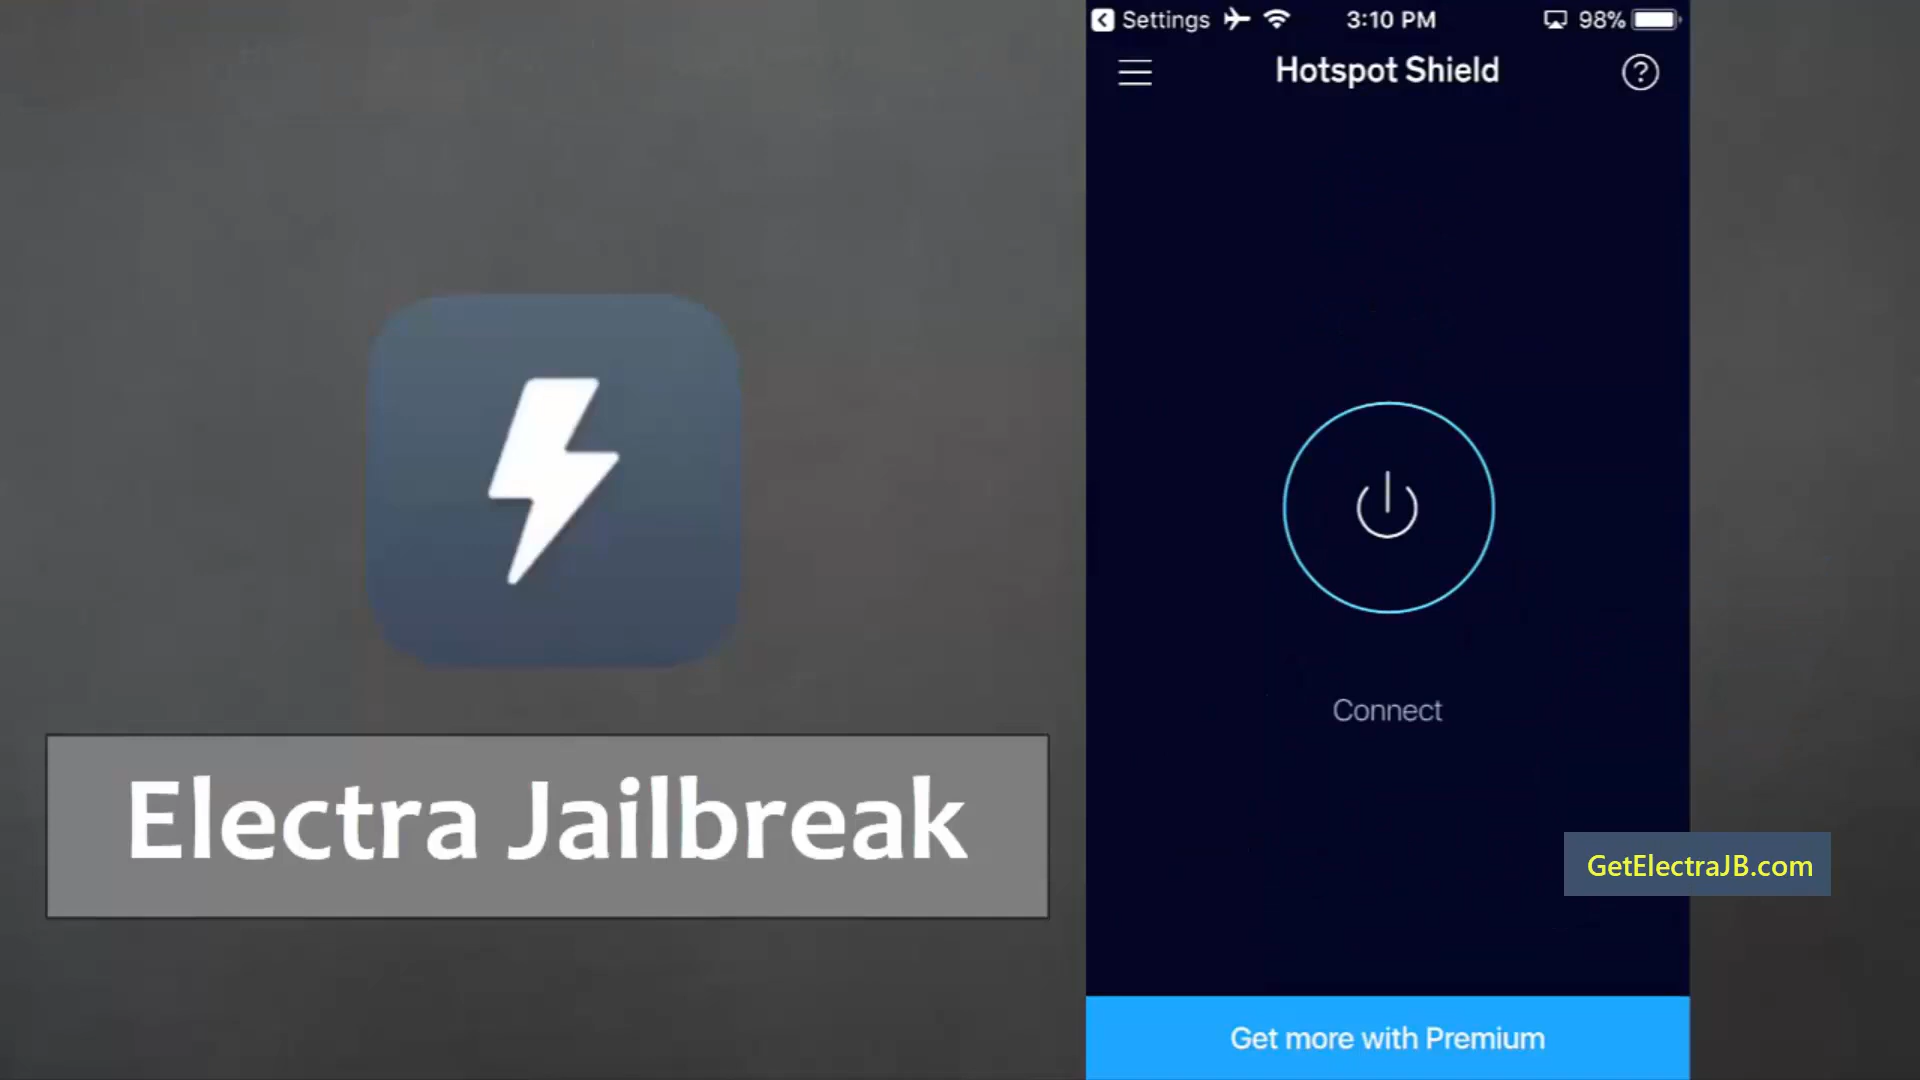 Settings 3:10 PM 98%
Hotspot Shield
?
Connect
Electra Jailbreak
GetElectraJB.com
Get more with Premium